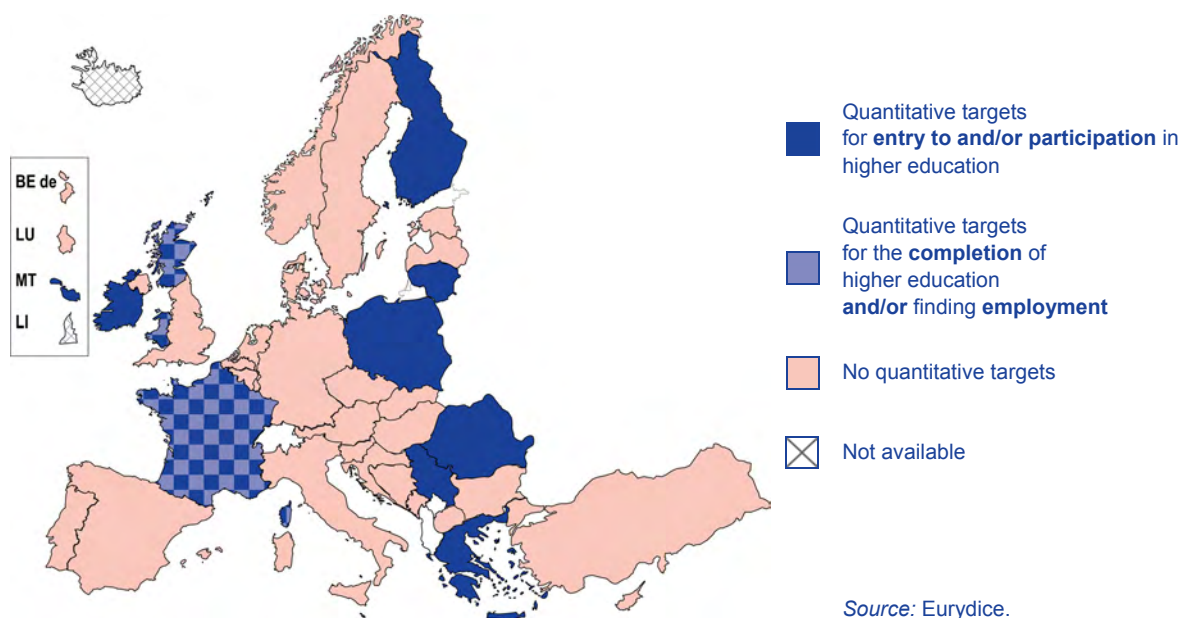 BE de
LU
MT
LI
Quantitative targets
for entry to and/or participation in
higher education
Quantitative targets
for the completion of
higher education
and/or finding employment
No quantitative targets
Not available
Source: Eurydice.